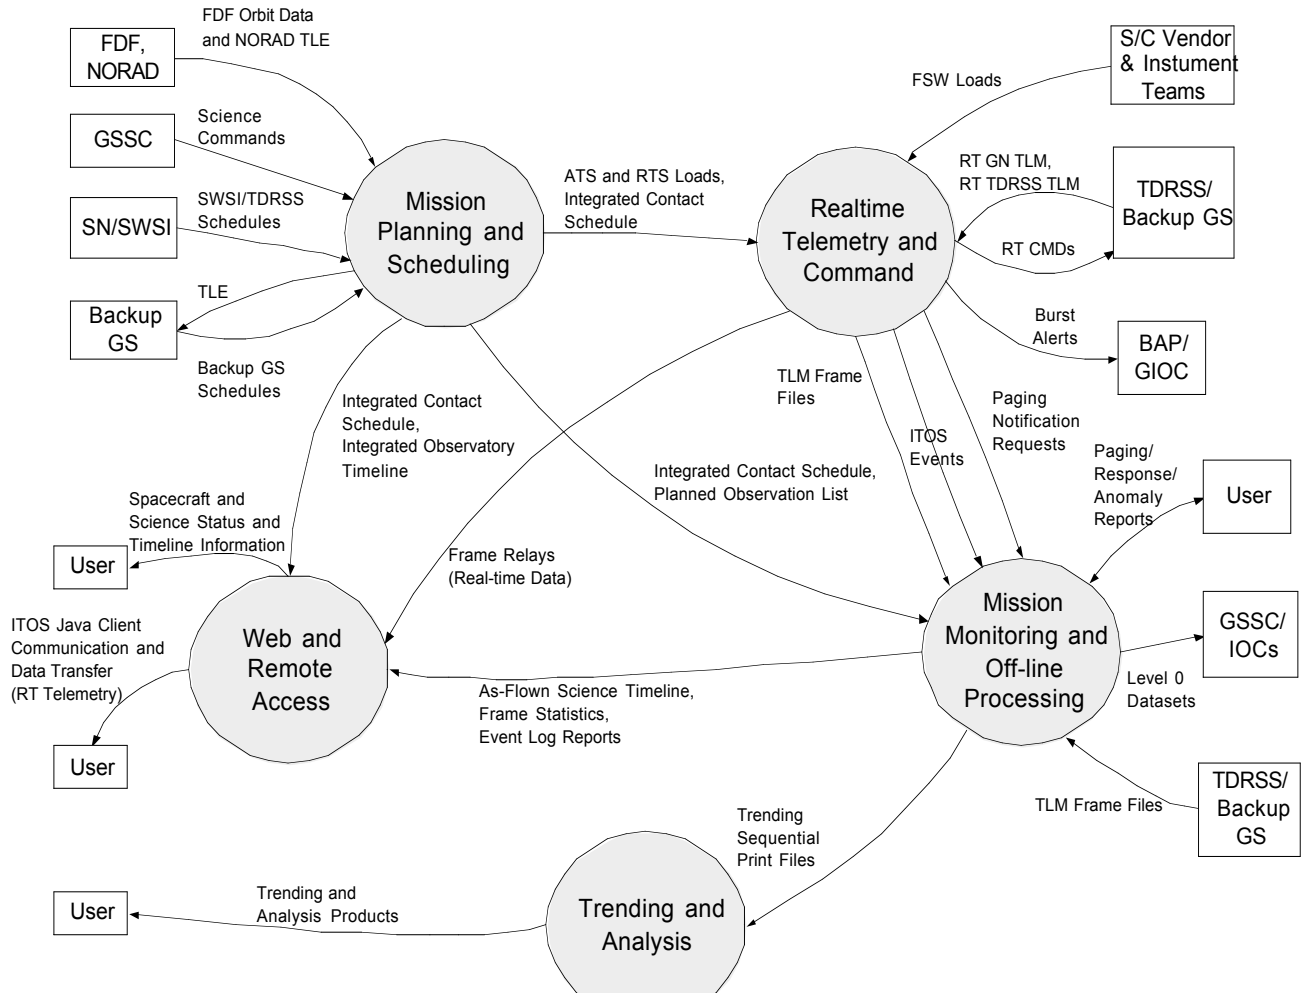 FDF Orbit Data
and NORAD TLE
FDF,
NORAD
GSSC
Science
Commands
SN/SWSI
SWSI/TDRSS
Schedules
Backup
GS
TLE
Backup GS
Schedules
Mission
Planning and
Scheduling
ATS and RTS Loads,
Integrated Contact
Schedule
Realtime
Telemetry and
Command
FSW Loads
S/C Vendor
& Instument
Teams
RT GN TLM,
RT TDRSS TLM
TDRSS/
Backup GS
RT CMDs
Burst
Alerts
BAP/
GIOC
Integrated Contact
Schedule,
Integrated Observatory
Timeline
TLM Frame
Files
ITOS
Events
Paging
Notification
Requests
Integrated Contact Schedule,
Planned Observation List
Paging/
Response/
Anomaly
Reports
User
Spacecraft and
Science Status and
Timeline Information
User
Frame Relays
(Real-time Data)
ITOS Java Client
Communication and
Data Transfer
(RT Telemetry)
User
Web and
Remote
Access
Mission
Monitoring and
Off-line
Processing
GSSC/
IOCs
Level 0
Datasets
As-Flown Science Timeline,
Frame Statistics,
Event Log Reports
TLM Frame Files
TDRSS/
Backup
GS
Trending
Sequential
Print Files
Trending and
Analysis
Trending and
Analysis Products
User